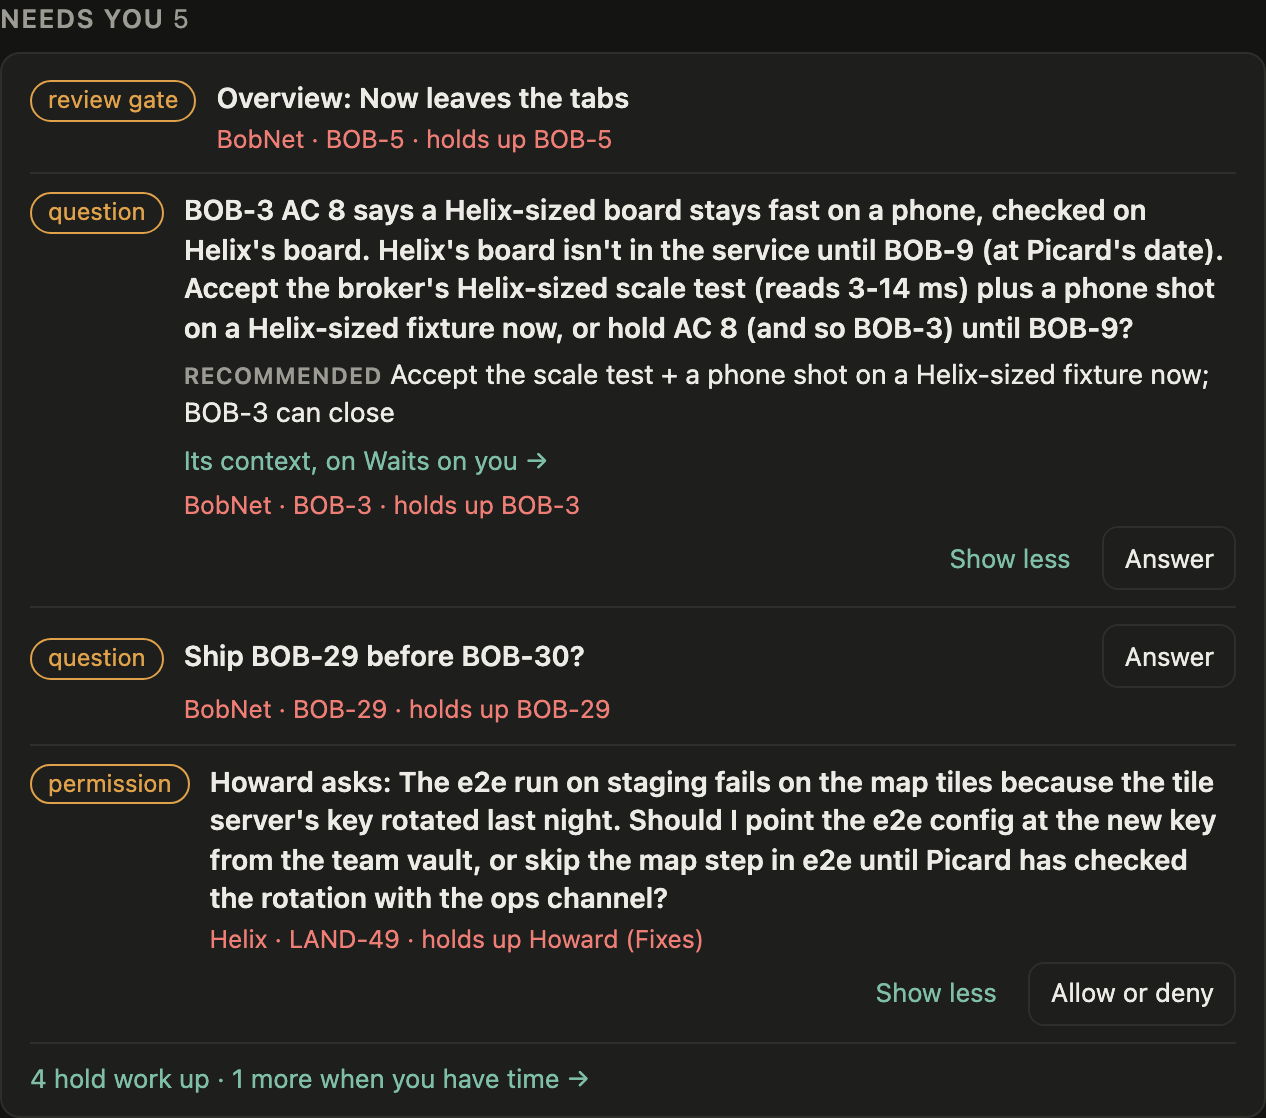 NEEDS YOU 5
review gate
Overview: Now leaves the tabs
BobNet · BOB-5 · holds up BOB-5
question
BOB-3 AC 8 says a Helix-sized board stays fast on a phone, checked on
Helix's board. Helix's board isn't in the service until BOB-9 (at Picard's date).
Accept the broker's Helix-sized scale test (reads 3-14 ms) plus a phone shot
on a Helix-sized fixture now, or hold AC 8 (and so BOB-3) until BOB-9?
RECOMMENDED Accept the scale test + a phone shot on a Helix-sized fixture now;
BOB-3 can close
Its context, on Waits on you →
BobNet · BOB-3 · holds up BOB-3
Show less
Answer
question
Ship BOB-29 before BOB-30?
Answer
BobNet · BOB-29 · holds up BOB-29
permission
Howard asks: The e2e run on staging fails on the map tiles because the tile
server's key rotated last night. Should I point the e2e config at the new key
from the team vault, or skip the map step in e2e until Picard has checked
the rotation with the ops channel?
Helix · LAND-49 · holds up Howard (Fixes)
Show less
Allow or deny
4 hold work up · 1 more when you have time →